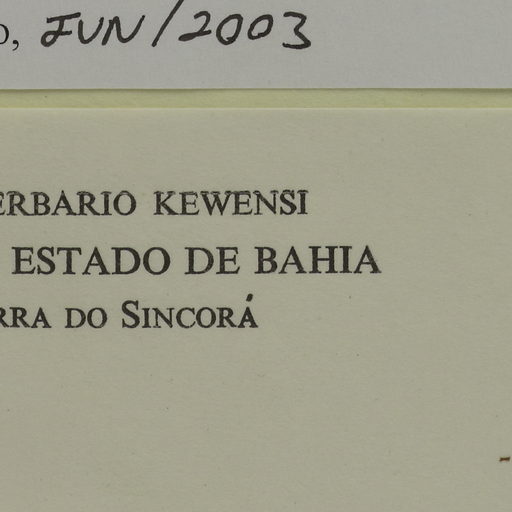 o, JUN/2003
ERBARIO KEWENSI
ESTADO DE BAHIA
RRA DO SINCORÁ